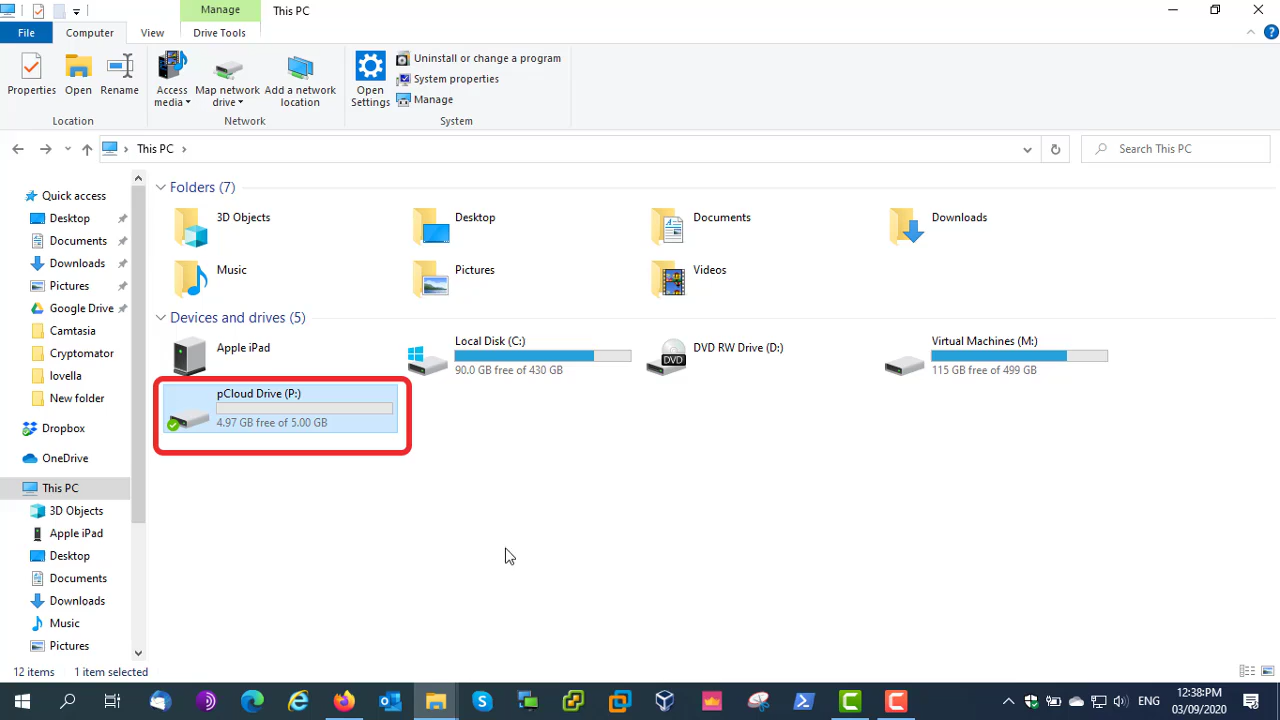 Manage
This PC
File
Computer
View
Drive Tools
Properties
Open
Rename
Access media
Map network drive
Add a network location
Open Settings
Uninstall or change a program
System properties
Manage
Location
Network
System
This PC
Search This PC
Quick access
Desktop
Documents
Downloads
Pictures
Google Drive
Camtasia
Cryptomator
lovella
New folder
Dropbox
OneDrive
This PC
3D Objects
Apple iPad
Desktop
Documents
Downloads
Music
Pictures
Folders (7)
3D Objects
Desktop
Documents
Downloads
Music
Pictures
Videos
Devices and drives (5)
Apple iPad
Local Disk (C:)
90.0 GB free of 430 GB
DVD
DVD RW Drive (D:)
Virtual Machines (M:)
115 GB free of 499 GB
pCloud Drive (P:)
4.97 GB free of 5.00 GB
12 items
1 item selected
ENG
12:38 PM
03/09/2020